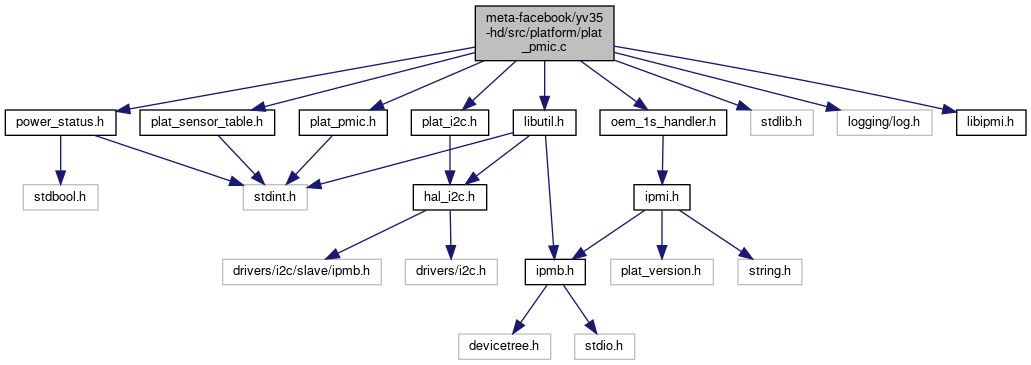 meta-facebook/yv35
-hd/src/platform/plat
_pmic.c
power_status.h
plat_sensor_table.h
plat_pmic.h
plat_i2c.h
libutil.h
oem_1s_handler.h
stdlib.h
logging/log.h
libipmi.h
stdbool.h
stdint.h
hal_i2c.h
ipmi.h
drivers/i2c/slave/ipmb.h
drivers/i2c.h
ipmb.h
plat_version.h
string.h
devicetree.h
stdio.h